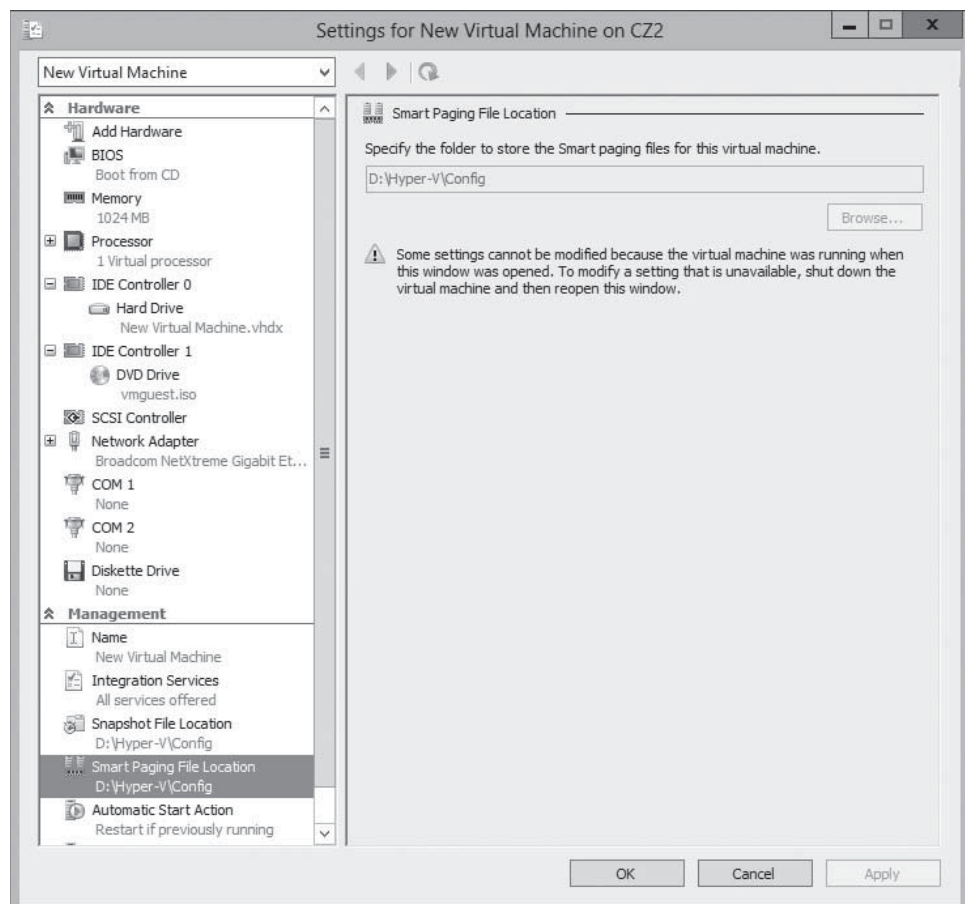 Settings for New Virtual Machine on CZ2
New Virtual Machine
Hardware
Add Hardware
BIOS
Boot from CD
Memory
1024 MB
Processor
1 Virtual processor
IDE Controller 0
Hard Drive
New Virtual Machine.vhdx
IDE Controller 1
DVD Drive
vmguest.iso
SCSI Controller
Network Adapter
Broadcom NetXtreme Gigabit Et...
COM 1
None
COM 2
None
Diskette Drive
None
Management
Name
New Virtual Machine
Integration Services
All services offered
Snapshot File Location
D:\Hyper-V\Config
Smart Paging File Location
D:\Hyper-V\Config
Automatic Start Action
Restart if previously running
Smart Paging File Location
Specify the folder to store the Smart paging files for this virtual machine.
D:\Hyper-V\Config
Browse...
Some settings cannot be modified because the virtual machine was running when
this window was opened. To modify a setting that is unavailable, shut down the
virtual machine and then reopen this window.
OK
Cancel
Apply